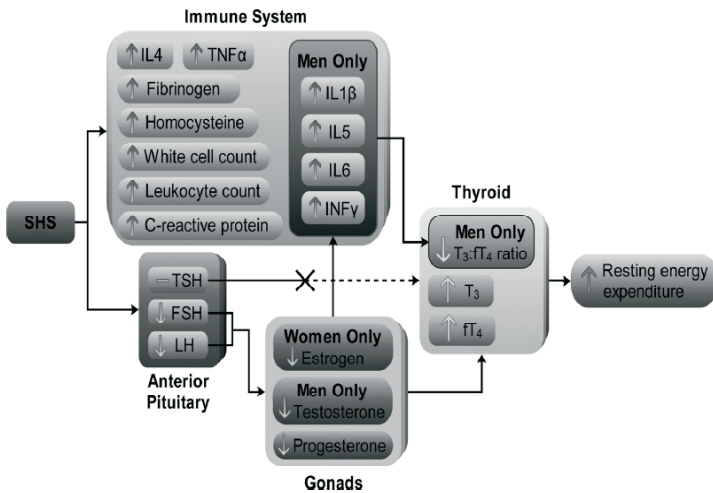 Immune System
↑ IL4 ↑ TNFα
↑ Fibrinogen
↑ Homocysteine
↑ White cell count
↑ Leukocyte count
↑ C-reactive protein
Men Only
↑ IL1β
↑ IL5
↑ IL6
↑ INFγ
SHS
– TSH
↓ FSH
↓ LH
Anterior
Pituitary
Women Only
↓ Estrogen
Men Only
↓ Testosterone
↓ Progesterone
Gonads
Thyroid
Men Only
↓ T₃:fT₄ ratio
↑ T₃
↑ fT₄
↑ Resting energy
expenditure